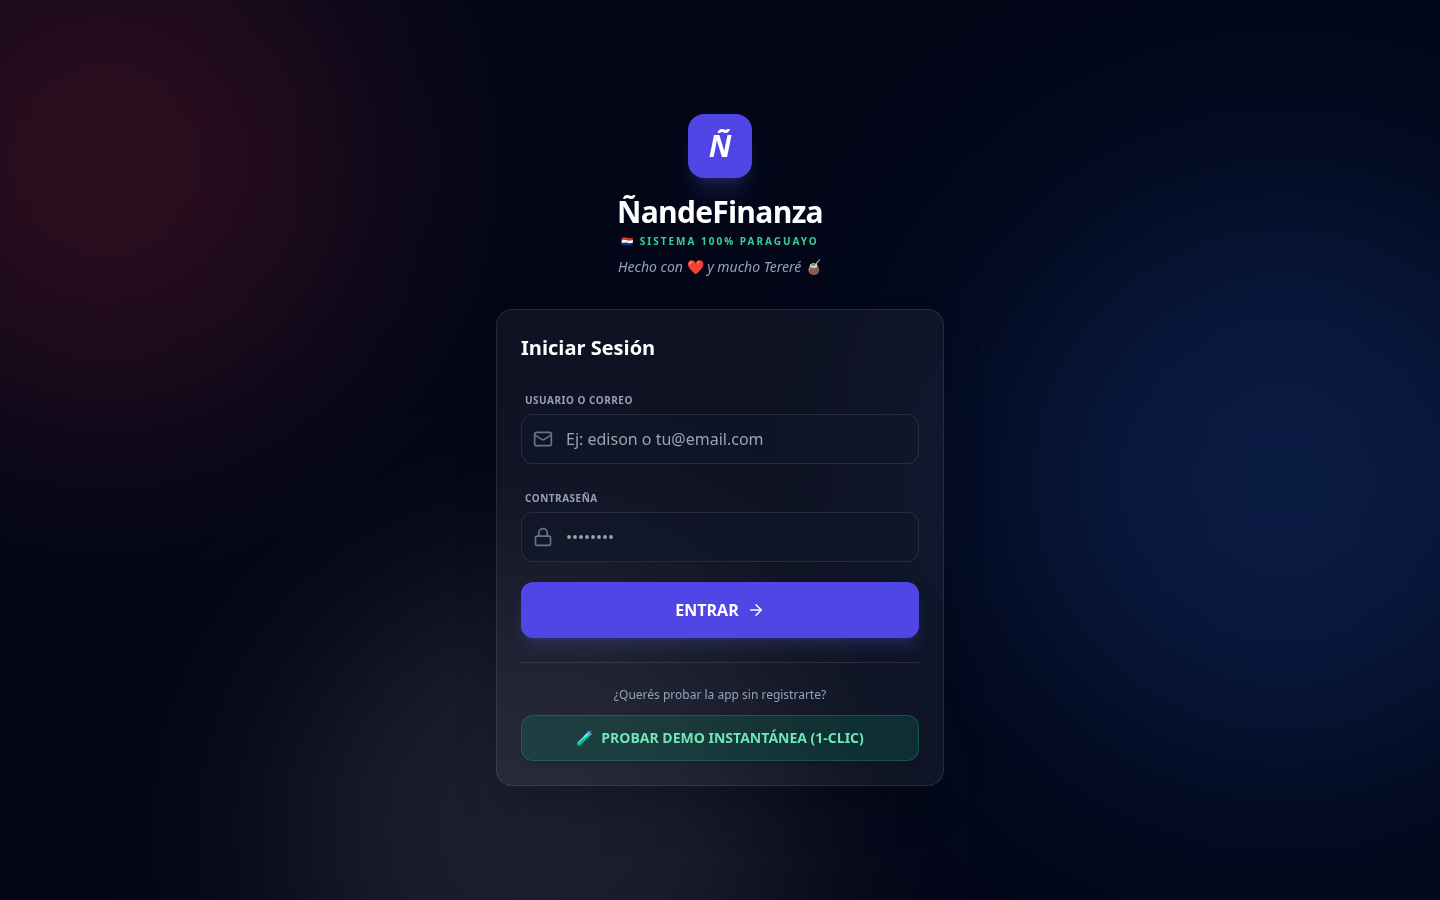 Ñ
ÑandeFinanza
🇵🇾 SISTEMA 100% PARAGUAYO
Hecho con ❤️ y mucho Tereré 🧉
Iniciar Sesión
USUARIO O CORREO
Ej: edison o tu@email.com
CONTRASEÑA
••••••••
ENTRAR →
¿Querés probar la app sin registrarte?
🧪 PROBAR DEMO INSTANTÁNEA (1-CLIC)